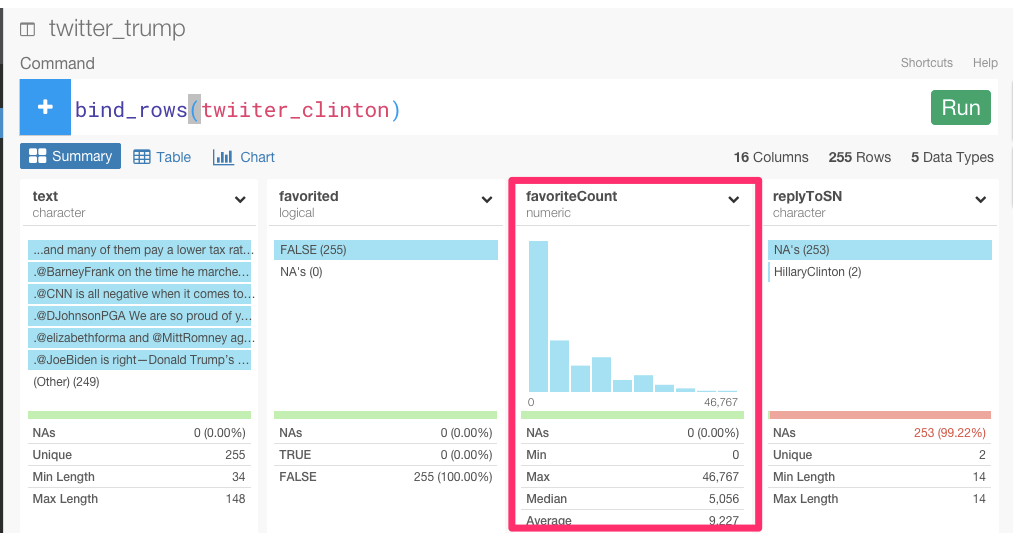 twitter_trump
Command
Shortcuts Help
+ bind_rows(twiiter_clinton)
Run
Summary Table Chart
16 Columns 255 Rows 5 Data Types
text
character
...and many of them pay a lower tax rat...
.@BarneyFrank on the time he marche...
.@CNN is all negative when it comes to...
.@DJohnsonPGA We are so proud of y...
.@elizabethforma and @MittRomney ag...
.@JoeBiden is right—Donald Trump's ...
(Other) (249)
NAs 0 (0.00%)
Unique 255
Min Length 34
Max Length 148
favorited
logical
FALSE (255)
NA's (0)
NAs 0 (0.00%)
TRUE 0 (0.00%)
FALSE 255 (100.00%)
favoriteCount
numeric
0 46,767
NAs 0 (0.00%)
Min 0
Max 46,767
Median 5,056
Average 9,227
replyToSN
character
NA's (253)
HillaryClinton (2)
NAs 253 (99.22%)
Unique 2
Min Length 14
Max Length 14